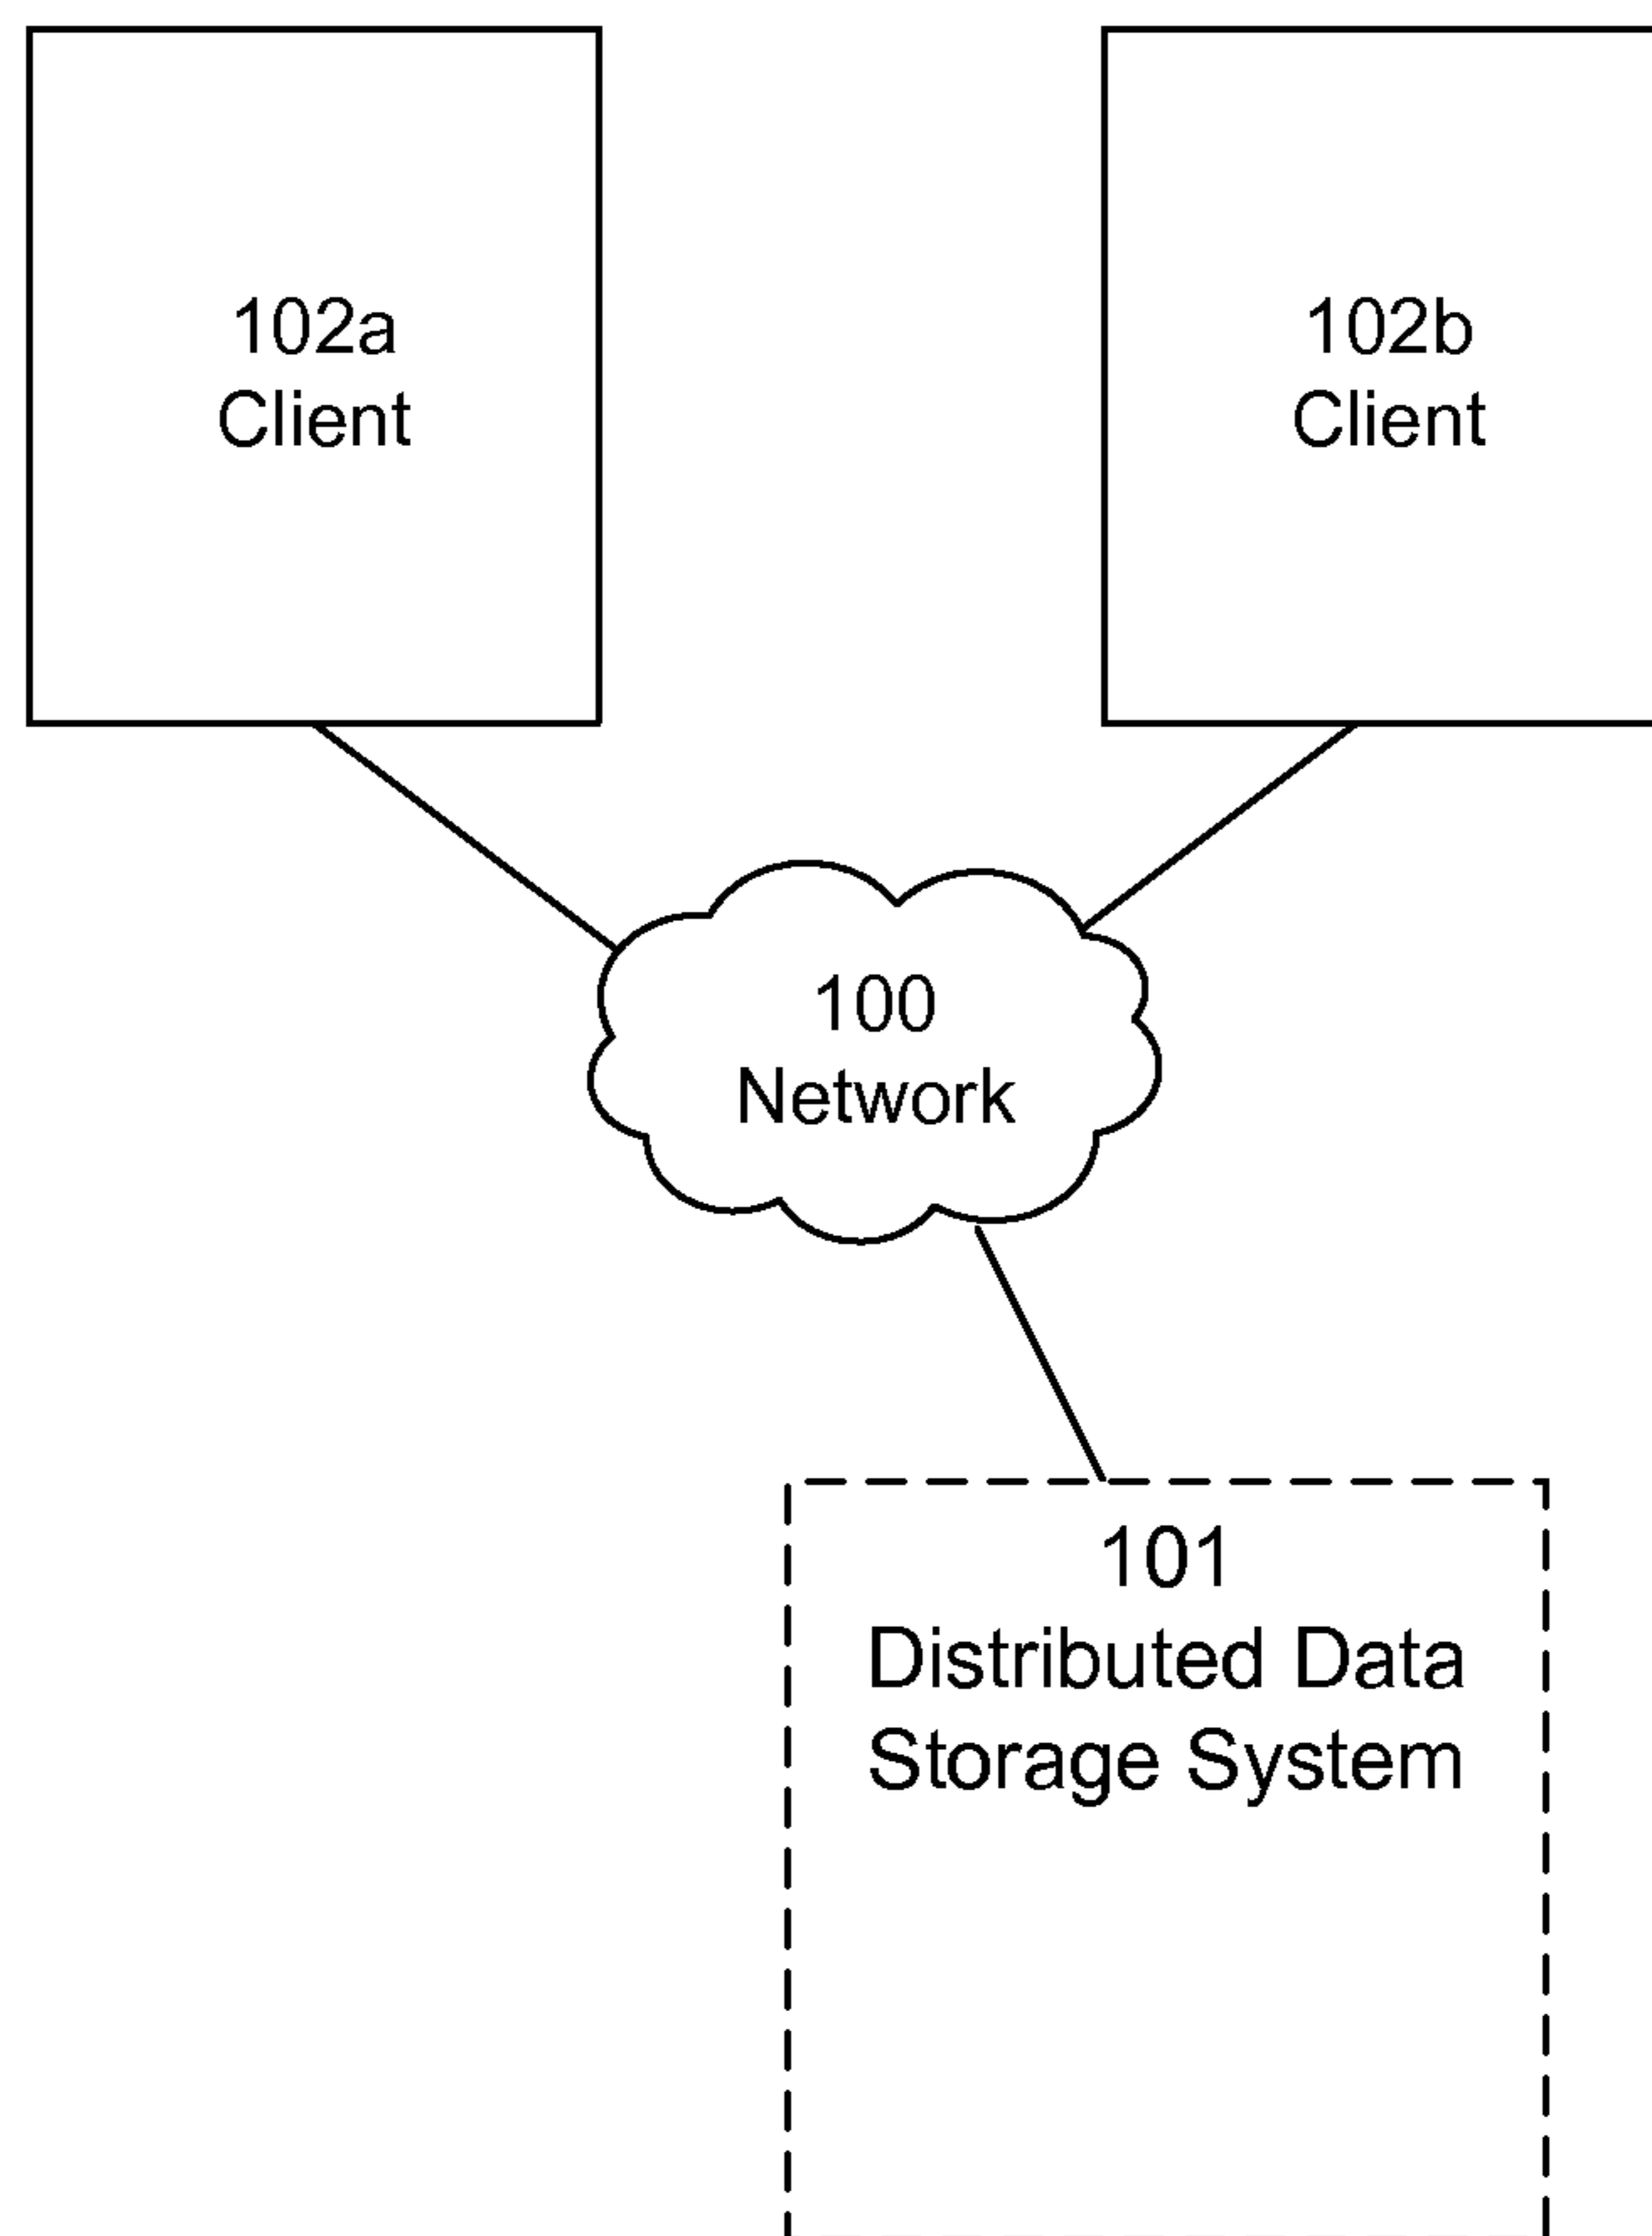 102a
Client
102b
Client
100
Network
101
Distributed Data
Storage System